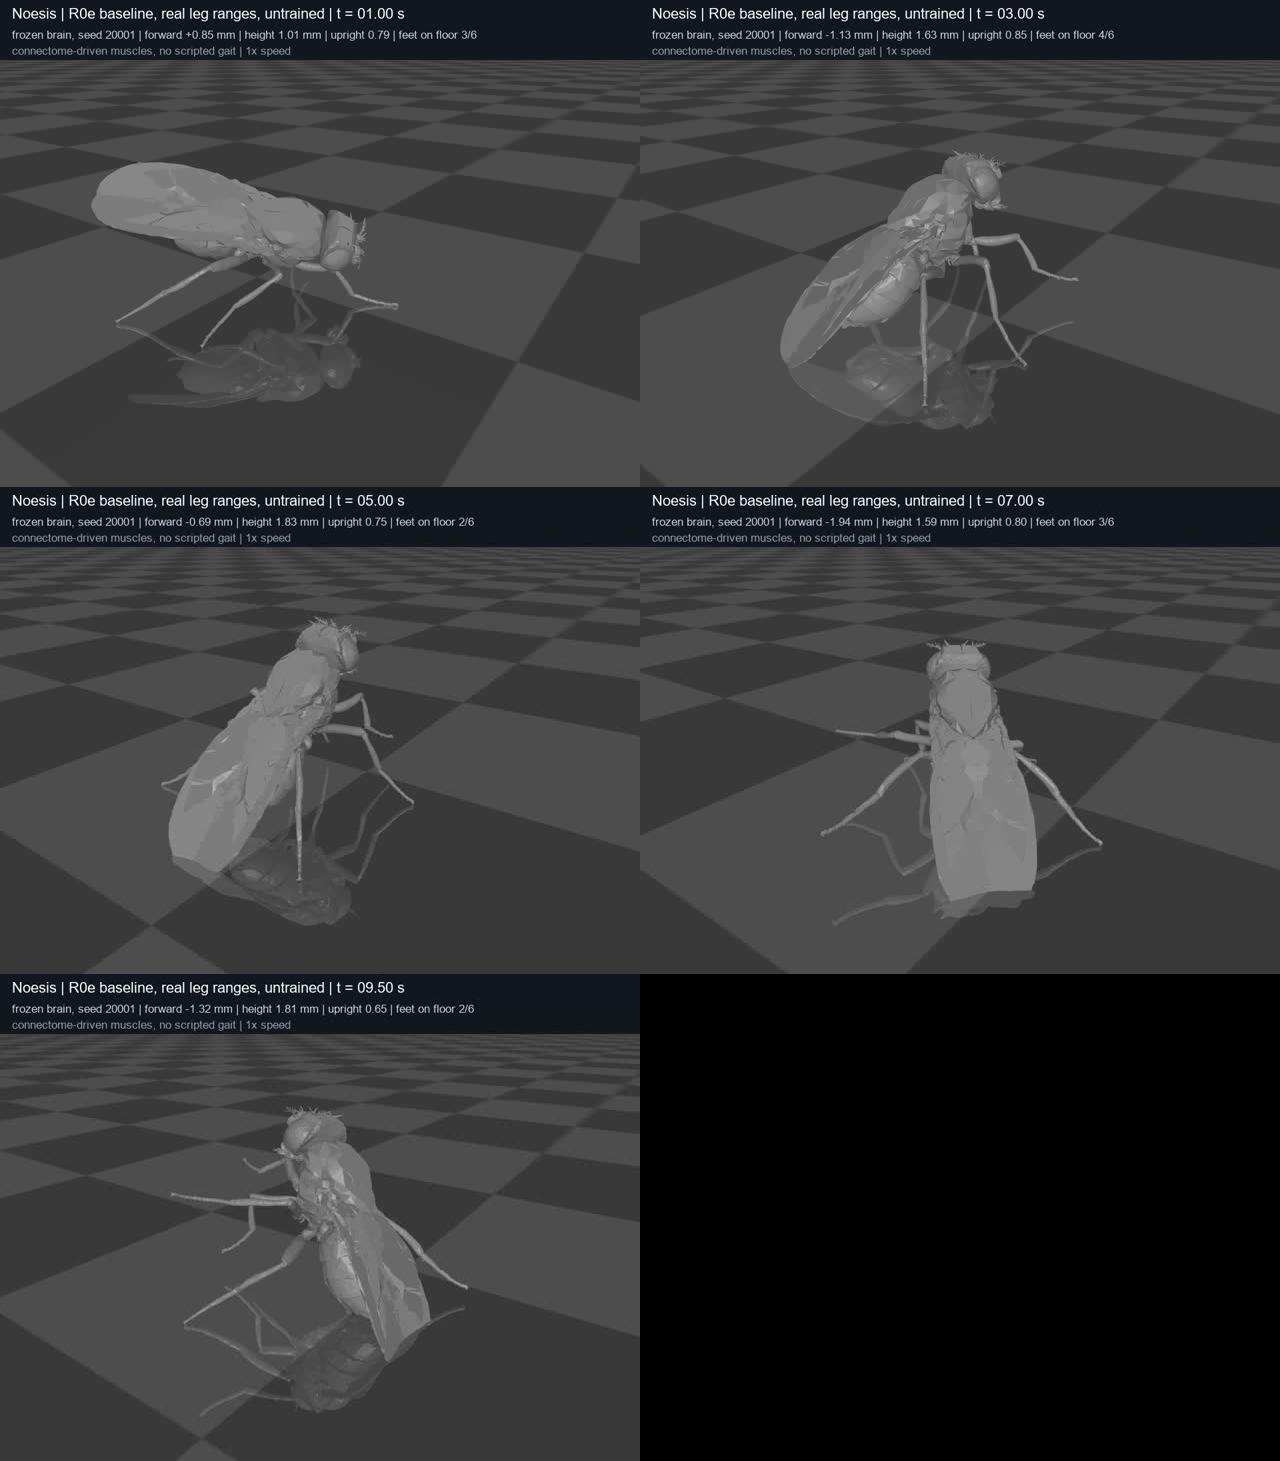 Noesis | R0e baseline, real leg ranges, untrained | t = 01.00 s
frozen brain, seed 20001 | forward +0.85 mm | height 1.01 mm | upright 0.79 | feet on floor 3/6
connectome-driven muscles, no scripted gait | 1x speed
Noesis | R0e baseline, real leg ranges, untrained | t = 03.00 s
frozen brain, seed 20001 | forward -1.13 mm | height 1.63 mm | upright 0.85 | feet on floor 4/6
connectome-driven muscles, no scripted gait | 1x speed
Noesis | R0e baseline, real leg ranges, untrained | t = 05.00 s
frozen brain, seed 20001 | forward -0.69 mm | height 1.83 mm | upright 0.75 | feet on floor 2/6
connectome-driven muscles, no scripted gait | 1x speed
Noesis | R0e baseline, real leg ranges, untrained | t = 07.00 s
frozen brain, seed 20001 | forward -1.94 mm | height 1.59 mm | upright 0.80 | feet on floor 3/6
connectome-driven muscles, no scripted gait | 1x speed
Noesis | R0e baseline, real leg ranges, untrained | t = 09.50 s
frozen brain, seed 20001 | forward -1.32 mm | height 1.81 mm | upright 0.65 | feet on floor 2/6
connectome-driven muscles, no scripted gait | 1x speed